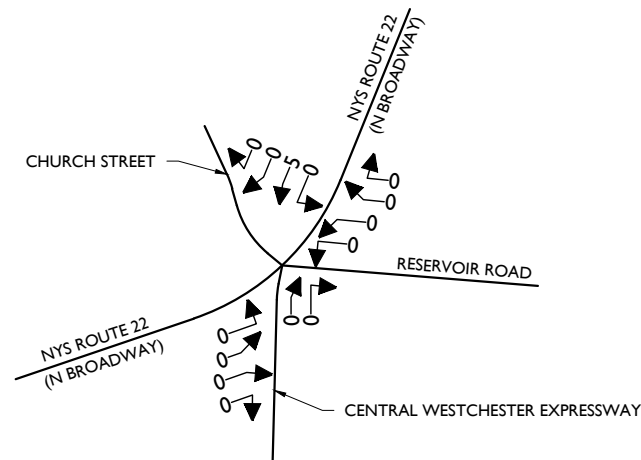 NYS ROUTE 22
(N BROADWAY)
CHURCH STREET
0
0
5
0
0
0
0
0
RESERVOIR ROAD
0
0
NYS ROUTE 22
(N BROADWAY)
0
0
0
0
CENTRAL WESTCHESTER EXPRESSWAY